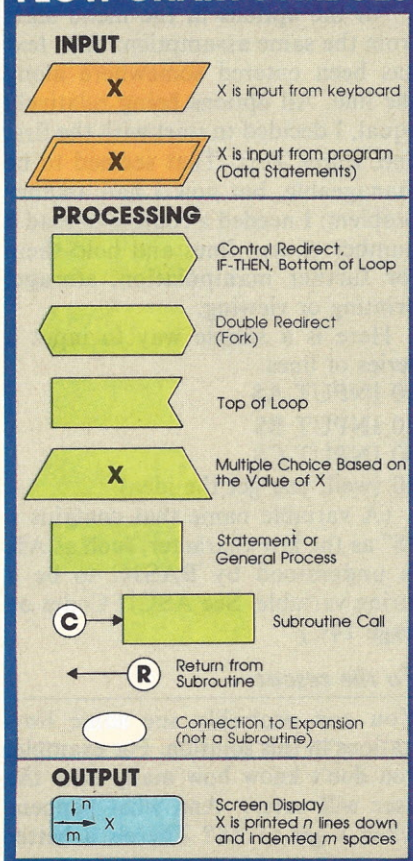 INPUT
X
X is input from keyboard
X
X is input from program
(Data Statements)
PROCESSING
Control Redirect,
IF-THEN, Bottom of Loop
Double Redirect
(Fork)
Top of Loop
X
Multiple Choice Based on
the Value of X
Statement or
General Process
C
Subroutine Call
R
Return from
Subroutine
Connection to Expansion
(not a Subroutine)
OUTPUT
n
m X
Screen Display
X is printed n lines down
and indented m spaces